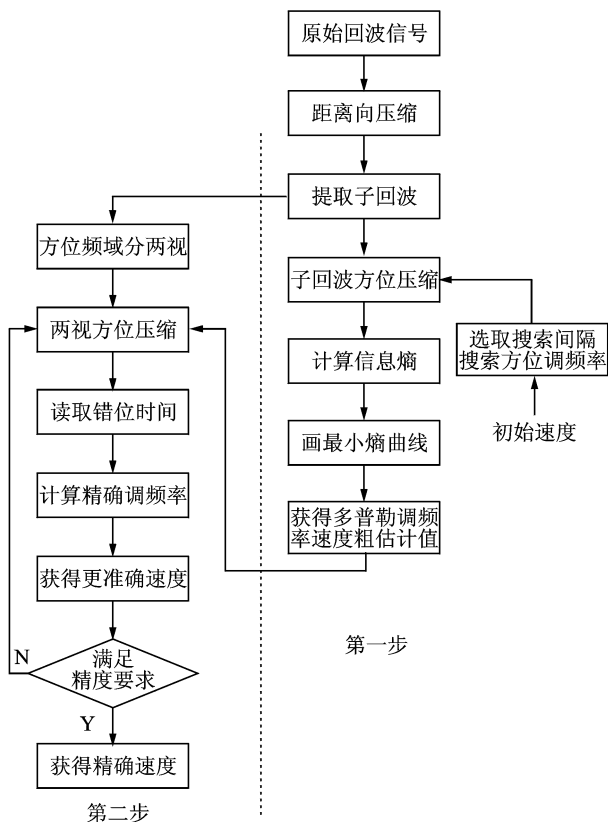 原始回波信号
距离向压缩
提取子回波
方位频域分两视
子回波方位压缩
两视方位压缩
选取搜索间隔
搜索方位调频率
计算信息熵
读取错位时间
初始速度
画最小熵曲线
计算精确调频率
获得多普勒调频
率速度粗估计值
获得更准确速度
第一步
N
满足
精度要求
Y
获得精确速度
第二步